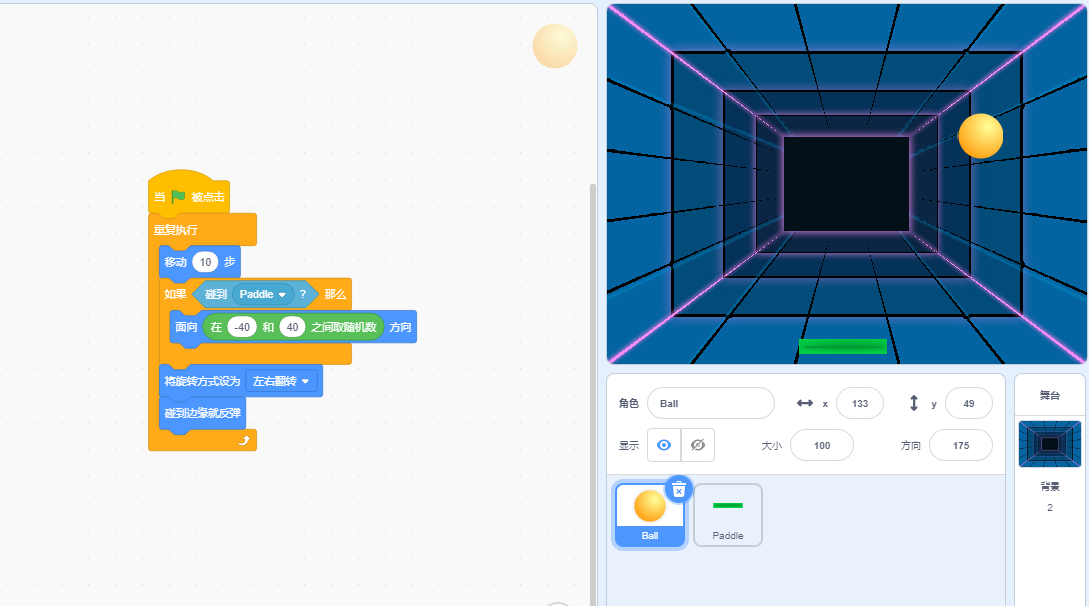 当 被点击
重复执行
移动 10 步
如果 碰到 Paddle ? 那么
面向 在 -40 和 40 之间取随机数 方向
将旋转方式设为 左右翻转
碰到边缘就反弹
角色 Ball x 133 y 49
显示 大小 100 方向 175
Ball
Paddle
舞台
背景
2